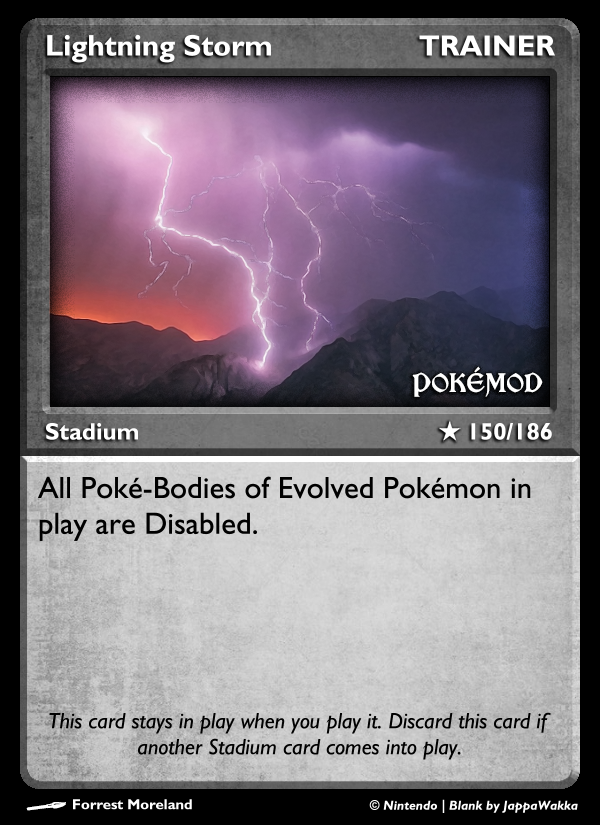 Lightning Storm TRAINER
POKÉMOD
Stadium ★ 150/186
All Poké-Bodies of Evolved Pokémon in
play are Disabled.
This card stays in play when you play it. Discard this card if
another Stadium card comes into play.
Forrest Moreland © Nintendo | Blank by JappaWakka